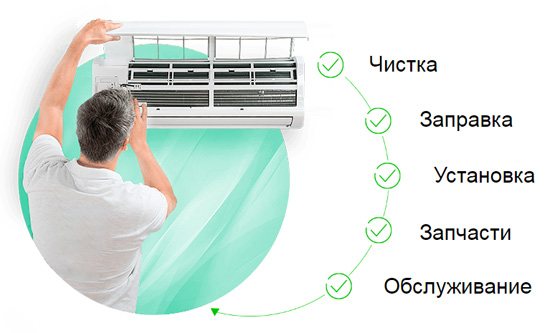 Чистка
Заправка
Установка
Запчасти
Обслуживание